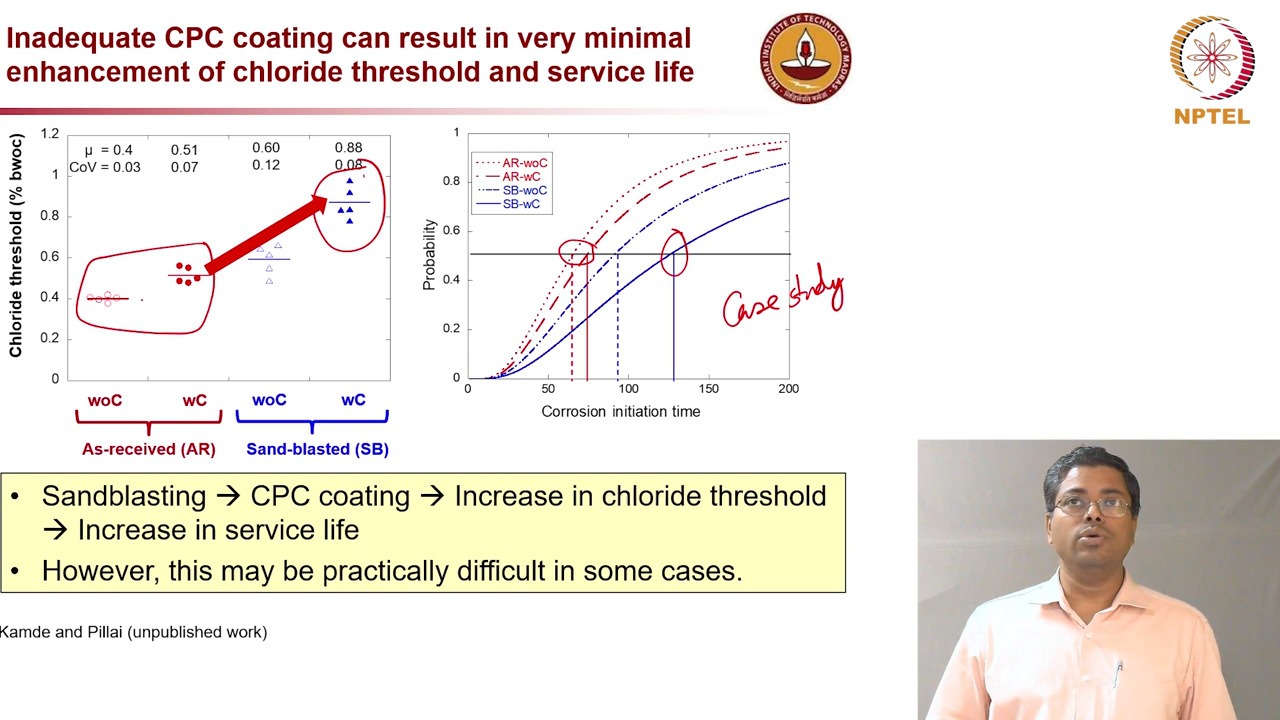 Inadequate CPC coating can result in very minimal
enhancement of chloride threshold and service life
INDIAN INSTITUTE OF TECHNOLOGY MADRAS
NPTEL
Chloride threshold (% bwoc)
1.2
1
0.8
0.6
0.4
0.2
0
μ = 0.4 0.51 0.60 0.88
CoV = 0.03 0.07 0.12 0.08
woC wC woC wC
As-received (AR) Sand-blasted (SB)
Probability
1
0.8
0.6
0.4
0.2
0
AR-woC
AR-wC
SB-woC
SB-wC
0 50 100 150 200
Corrosion initiation time
Case study
• Sandblasting → CPC coating → Increase in chloride threshold
→ Increase in service life
• However, this may be practically difficult in some cases.
Kamde and Pillai (unpublished work)